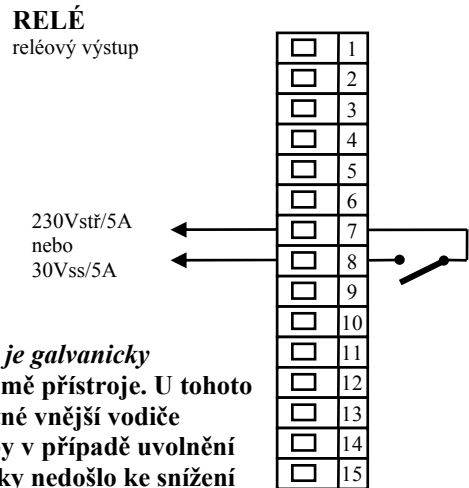 RELÉ
reléový výstup
1
2
3
4
5
6
230Vstř/5A
7
nebo
8
30Vss/5A
9
10
je galvanicky
11
mě přístroje. U tohoto
12
né vnější vodiče
13
y v případě uvolnění
14
ky nedošlo ke snížení
15